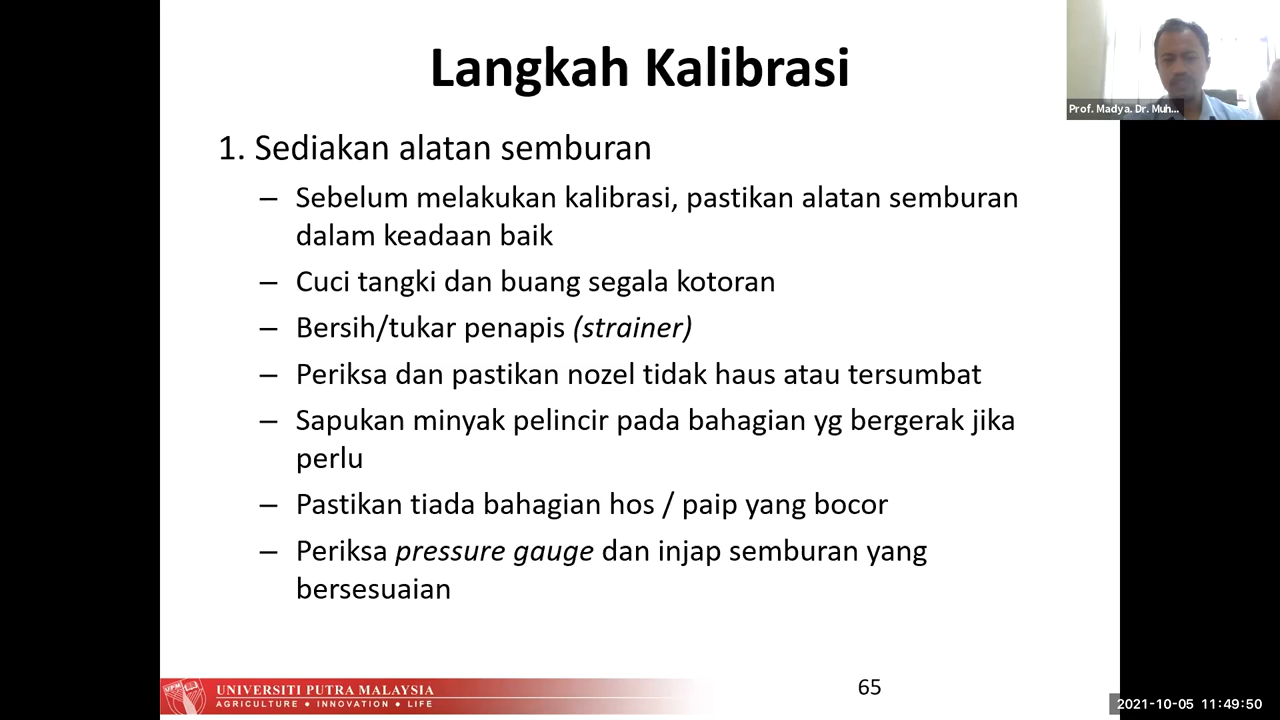 Langkah Kalibrasi
Prof. Madya. Dr. Muh...
1. Sediakan alatan semburan
– Sebelum melakukan kalibrasi, pastikan alatan semburan
dalam keadaan baik
– Cuci tangki dan buang segala kotoran
– Bersih/tukar penapis (strainer)
– Periksa dan pastikan nozel tidak haus atau tersumbat
– Sapukan minyak pelincir pada bahagian yg bergerak jika
perlu
– Pastikan tiada bahagian hos / paip yang bocor
– Periksa pressure gauge dan injap semburan yang
bersesuaian
UPM
UNIVERSITI PUTRA MALAYSIA
AGRICULTURE • INNOVATION • LIFE
65
2021-10-05 11:49:50